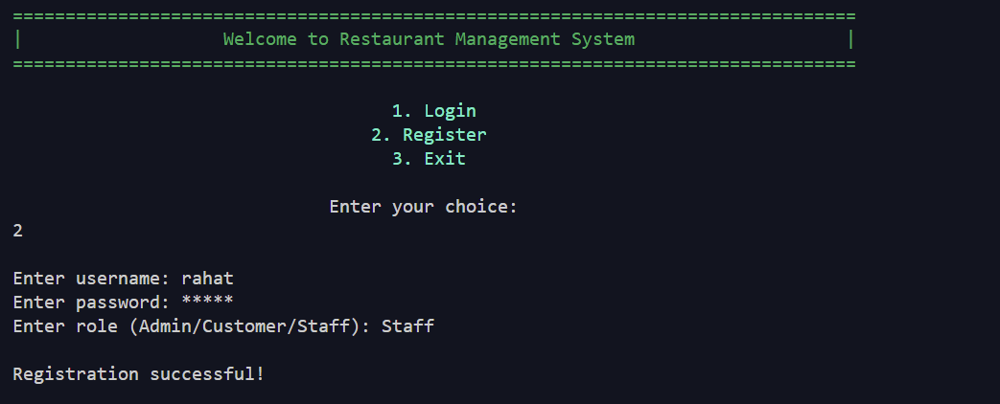 ================================================================================
| Welcome to Restaurant Management System |
================================================================================
1. Login
2. Register
3. Exit
Enter your choice:
2
Enter username: rahat
Enter password: *****
Enter role (Admin/Customer/Staff): Staff
Registration successful!